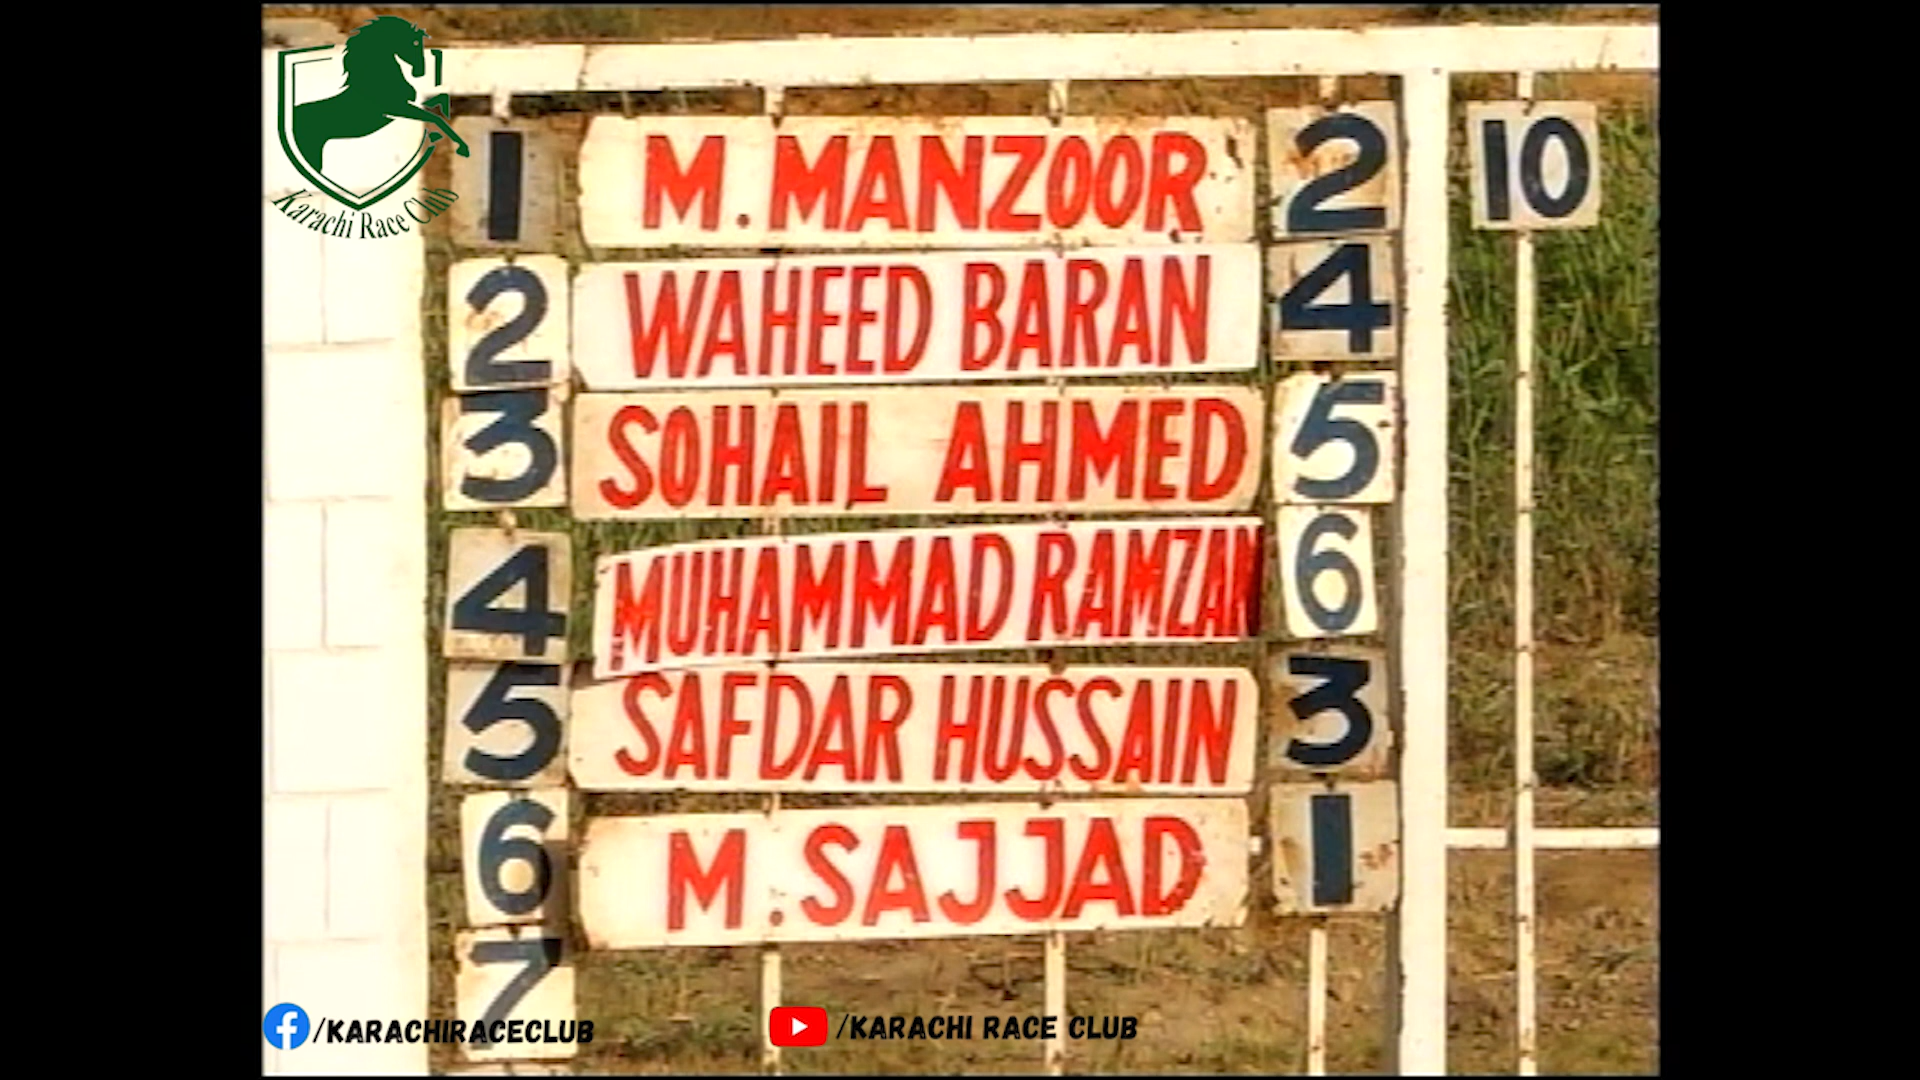 Karachi Race Club
1 M.MANZOOR 2 10
2 WAHEED BARAN 4
3 SOHAIL AHMED 5
4 MUHAMMAD RAMZAN 6
5 SAFDAR HUSSAIN 3
6 M.SAJJAD 1
7
/KARACHIRACECLUB /KARACHI RACE CLUB